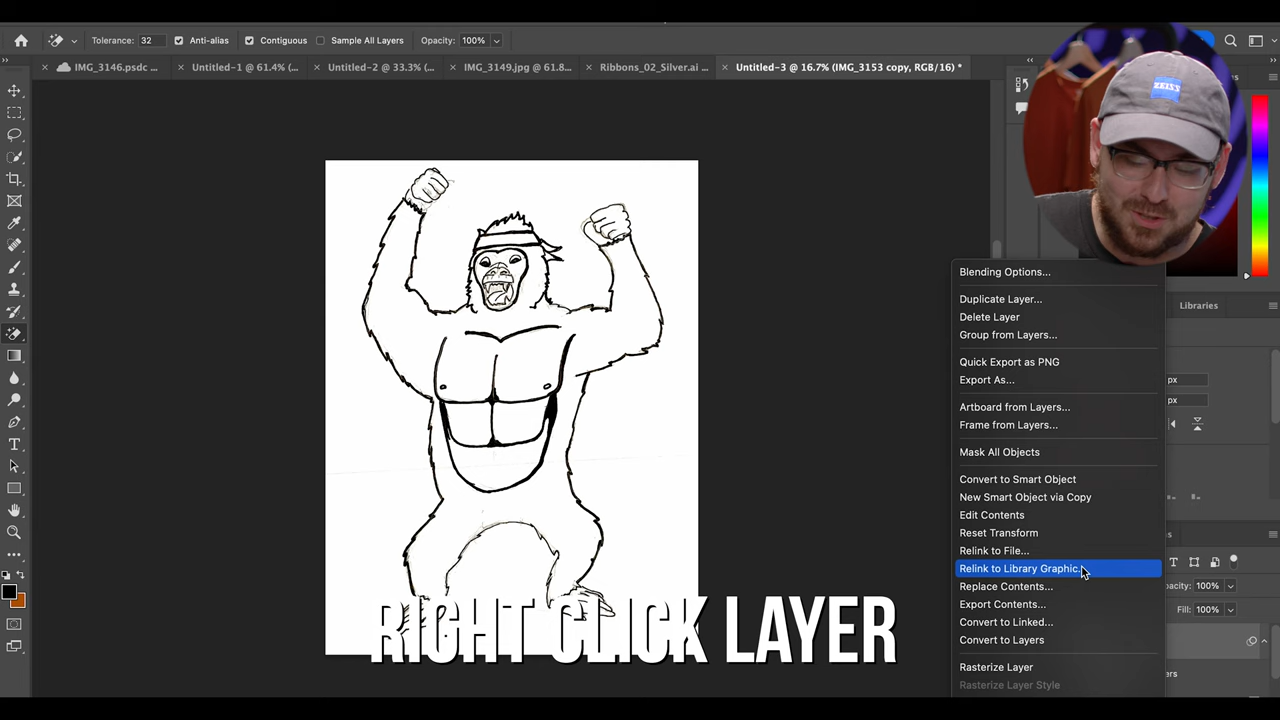 Tolerance: 32 Anti-alias Contiguous Sample All Layers Opacity: 100%
IMG_3146.psdc ... Untitled-1 @ 61.4% (... Untitled-2 @ 33.3% (... IMG_3149.jpg @ 61.8... Ribbons_02_Silver.ai ... Untitled-3 @ 16.7% (IMG_3153 copy, RGB/16) *
ZEISS
Blending Options...
Duplicate Layer...
Delete Layer
Group from Layers...
Libraries
Quick Export as PNG
Export As...
px
px
Artboard from Layers...
Frame from Layers...
Mask All Objects
Convert to Smart Object
New Smart Object via Copy
Edit Contents
Reset Transform
Relink to File...
Relink to Library Graphic...
Replace Contents...
Export Contents...
Convert to Linked...
Convert to Layers
Rasterize Layer
Rasterize Layer Style
100%
Fill: 100%
RIGHT CLICK LAYER